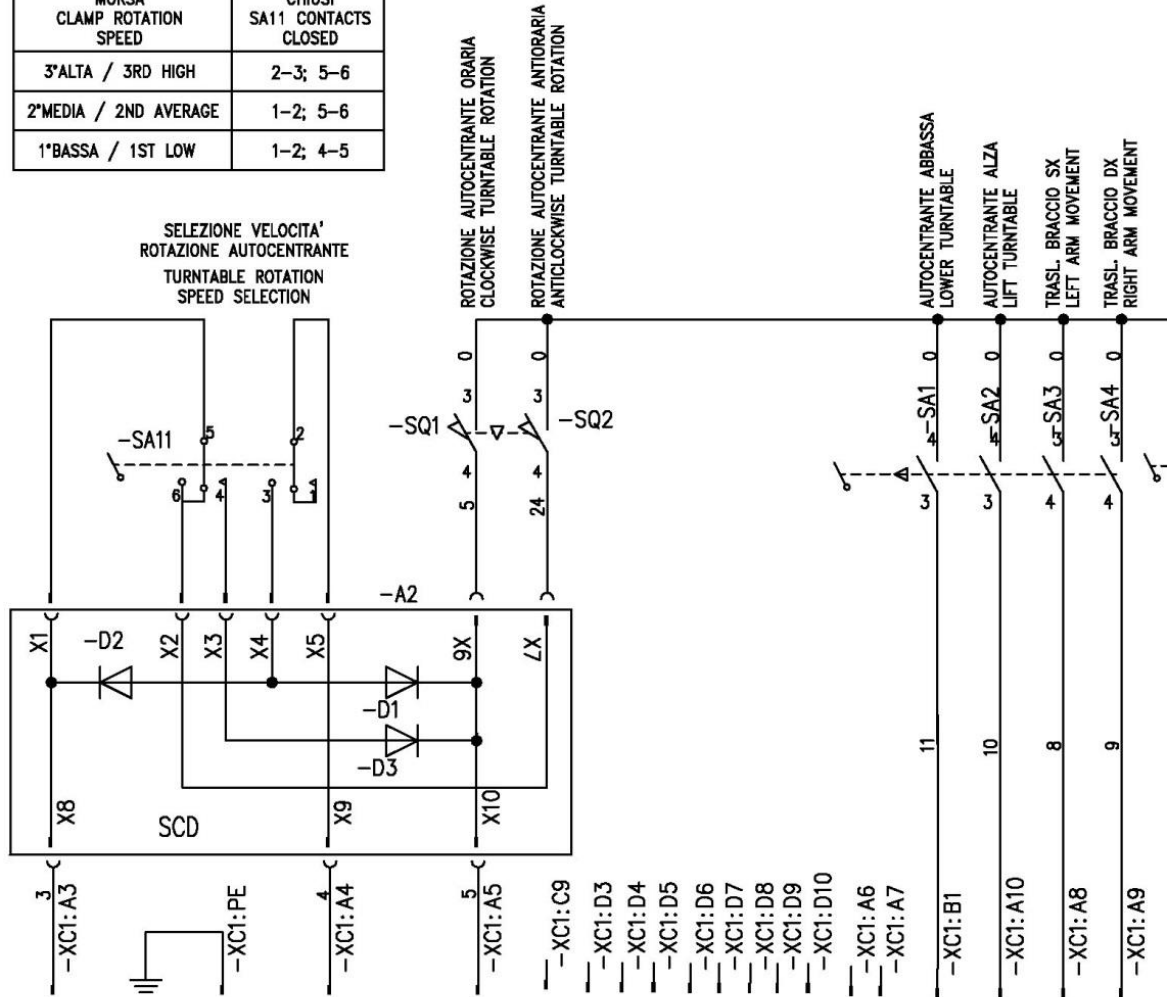 CLAMP ROTATION
SPEED
CHIUSI
SA11 CONTACTS
CLOSED
3°ALTA / 3RD HIGH
2-3; 5-6
2°MEDIA / 2ND AVERAGE
1-2; 5-6
1°BASSA / 1ST LOW
1-2; 4-5
SELEZIONE VELOCITA'
ROTAZIONE AUTOCENTRANTE
TURNTABLE ROTATION
SPEED SELECTION
ROTAZIONE AUTOCENTRANTE ORARIA
CLOCKWISE TURNTABLE ROTATION
ROTAZIONE AUTOCENTRANTE ANTIORARIA
ANTICLOCKWISE TURNTABLE ROTATION
AUTOCENTRANTE ABBASSA
LOWER TURNTABLE
AUTOCENTRANTE ALZA
LIFT TURNTABLE
TRASL. BRACCIO SX
LEFT ARM MOVEMENT
TRASL. BRACCIO DX
RIGHT ARM MOVEMENT
0 0 0 0 0 0
3 3
-SQ1 -SQ2
4 4
5 24
-SA1 -SA2 -SA3 -SA4
4 4 3 3
3 3 4 4
-SA11
5 2
6 4 3 1
-A2
X1 X2 X3 X4 X5 X6 X7
-D2
-D1
-D3
X8 X9 X10
SCD
11 10 8 9
3 4 5
-XC1:A3
-XC1:PE
-XC1:A4
-XC1:A5
-XC1:C9
-XC1:D3
-XC1:D4
-XC1:D5
-XC1:D6
-XC1:D7
-XC1:D8
-XC1:D9
-XC1:D10
-XC1:A6
-XC1:A7
-XC1:B1
-XC1:A10
-XC1:A8
-XC1:A9